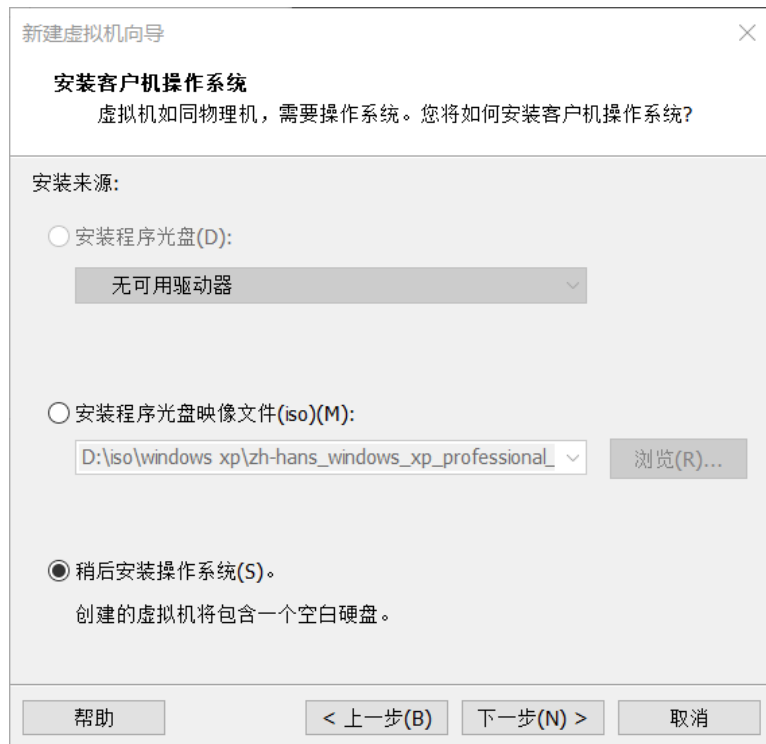 新建虚拟机向导
安装客户机操作系统
虚拟机如同物理机，需要操作系统。您将如何安装客户机操作系统?
安装来源:
安装程序光盘(D):
无可用驱动器
安装程序光盘映像文件(iso)(M):
D:\iso\windows xp\zh-hans_windows_xp_professional_
浏览(R)...
稍后安装操作系统(S)。
创建的虚拟机将包含一个空白硬盘。
帮助
< 上一步(B)
下一步(N) >
取消